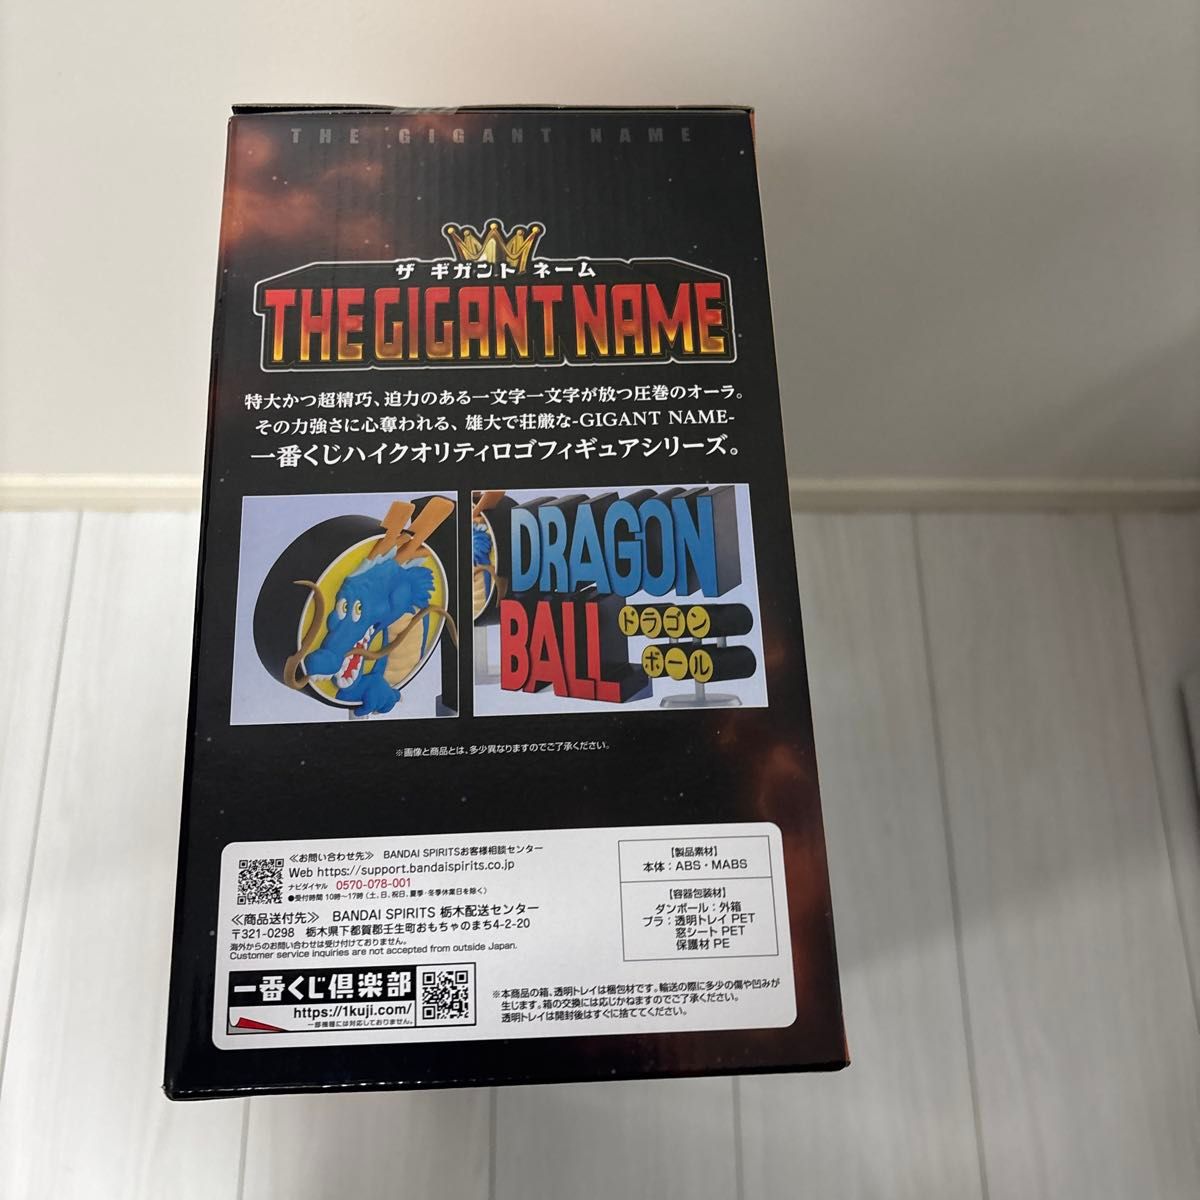 THE GIGANT NAME
ザ ギガント ネーム
THE GIGANT NAME
特大かつ超精巧、迫力のある一文字一文字が放つ圧巻のオーラ。
その力強さに心奪われる、雄大で荘厳な-GIGANT NAME-
一番くじハイクオリティロゴフィギュアシリーズ。
DRAGON
BALL
ドラゴン
ボール
※画像と商品とは、多少異なりますのでご了承ください。
≪お問い合わせ先≫ BANDAI SPIRITSお客様相談センター
Web https://support.bandaispirits.co.jp
ナビダイヤル 0570-078-001
●受付時間 10時〜17時（土、日、祝日、夏季・冬季休業日を除く）
≪商品送付先≫ BANDAI SPIRITS 栃木配送センター
〒321-0298 栃木県下都賀郡壬生町おもちゃのまち4-2-20
海外からのお問い合わせは受け付けておりません。
Customer service inquiries are not accepted from outside Japan.
一番くじ倶楽部
https://1kuji.com/
一部機種には対応しておりません。
【製品素材】
本体：ABS・MABS
【容器包装材】
ダンボール：外箱
プラ：透明トレイ PET
窓シート PET
保護材 PE
※本商品の箱、透明トレイは梱包材です。輸送の際に多少の傷や凹みが
生じます。箱の交換には応じかねますのでご了承ください。
透明トレイは開封後はすぐに捨ててください。